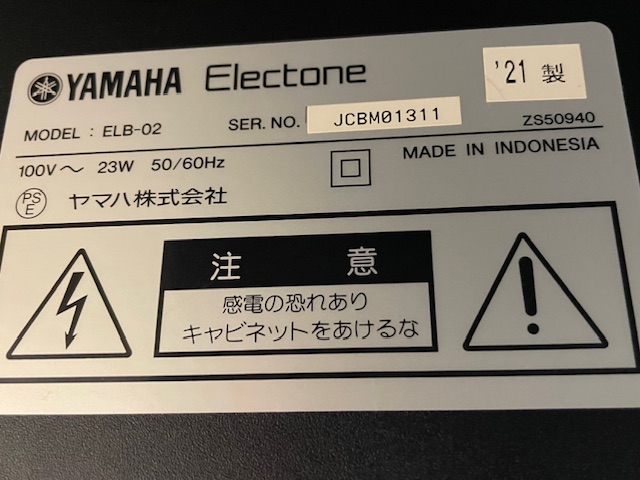 YAMAHA Electone
'21 製
MODEL : ELB-02
SER. NO. JCBM01311
ZS50940
100V～ 23W 50/60Hz
MADE IN INDONESIA
PS
E
ヤマハ株式会社
注 意
感電の恐れあり
キャビネットをあけるな